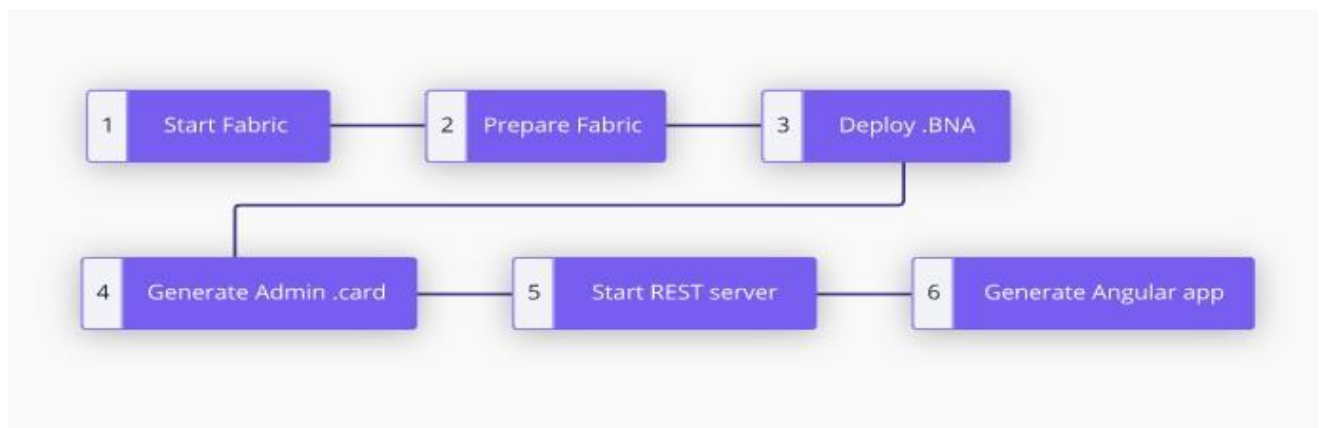 1 Start Fabric
2 Prepare Fabric
3 Deploy .BNA
4 Generate Admin .card
5 Start REST server
6 Generate Angular app